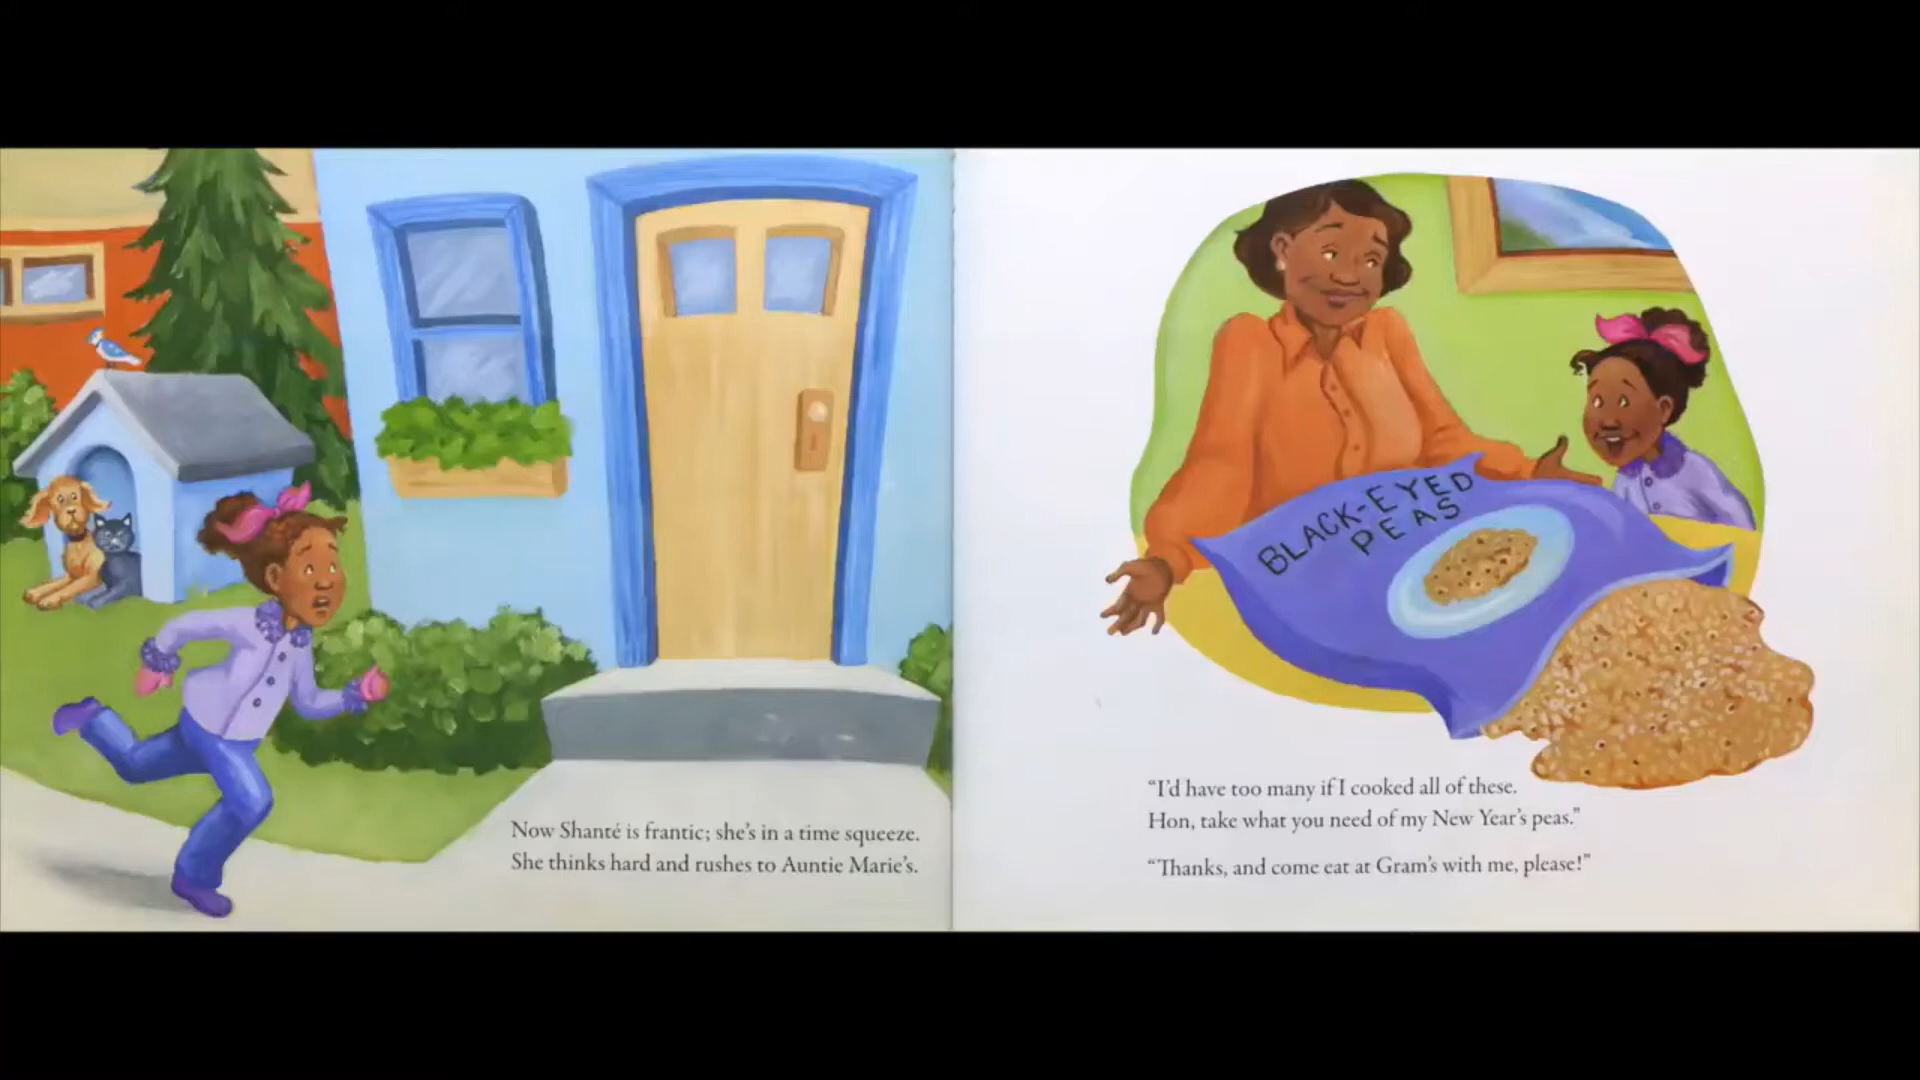 Now Shanté is frantic; she's in a time squeeze.
She thinks hard and rushes to Auntie Marie's.
BLACK-EYED
PEAS
“I'd have too many if I cooked all of these.
Hon, take what you need of my New Year's peas.”
“Thanks, and come eat at Gram's with me, please!”